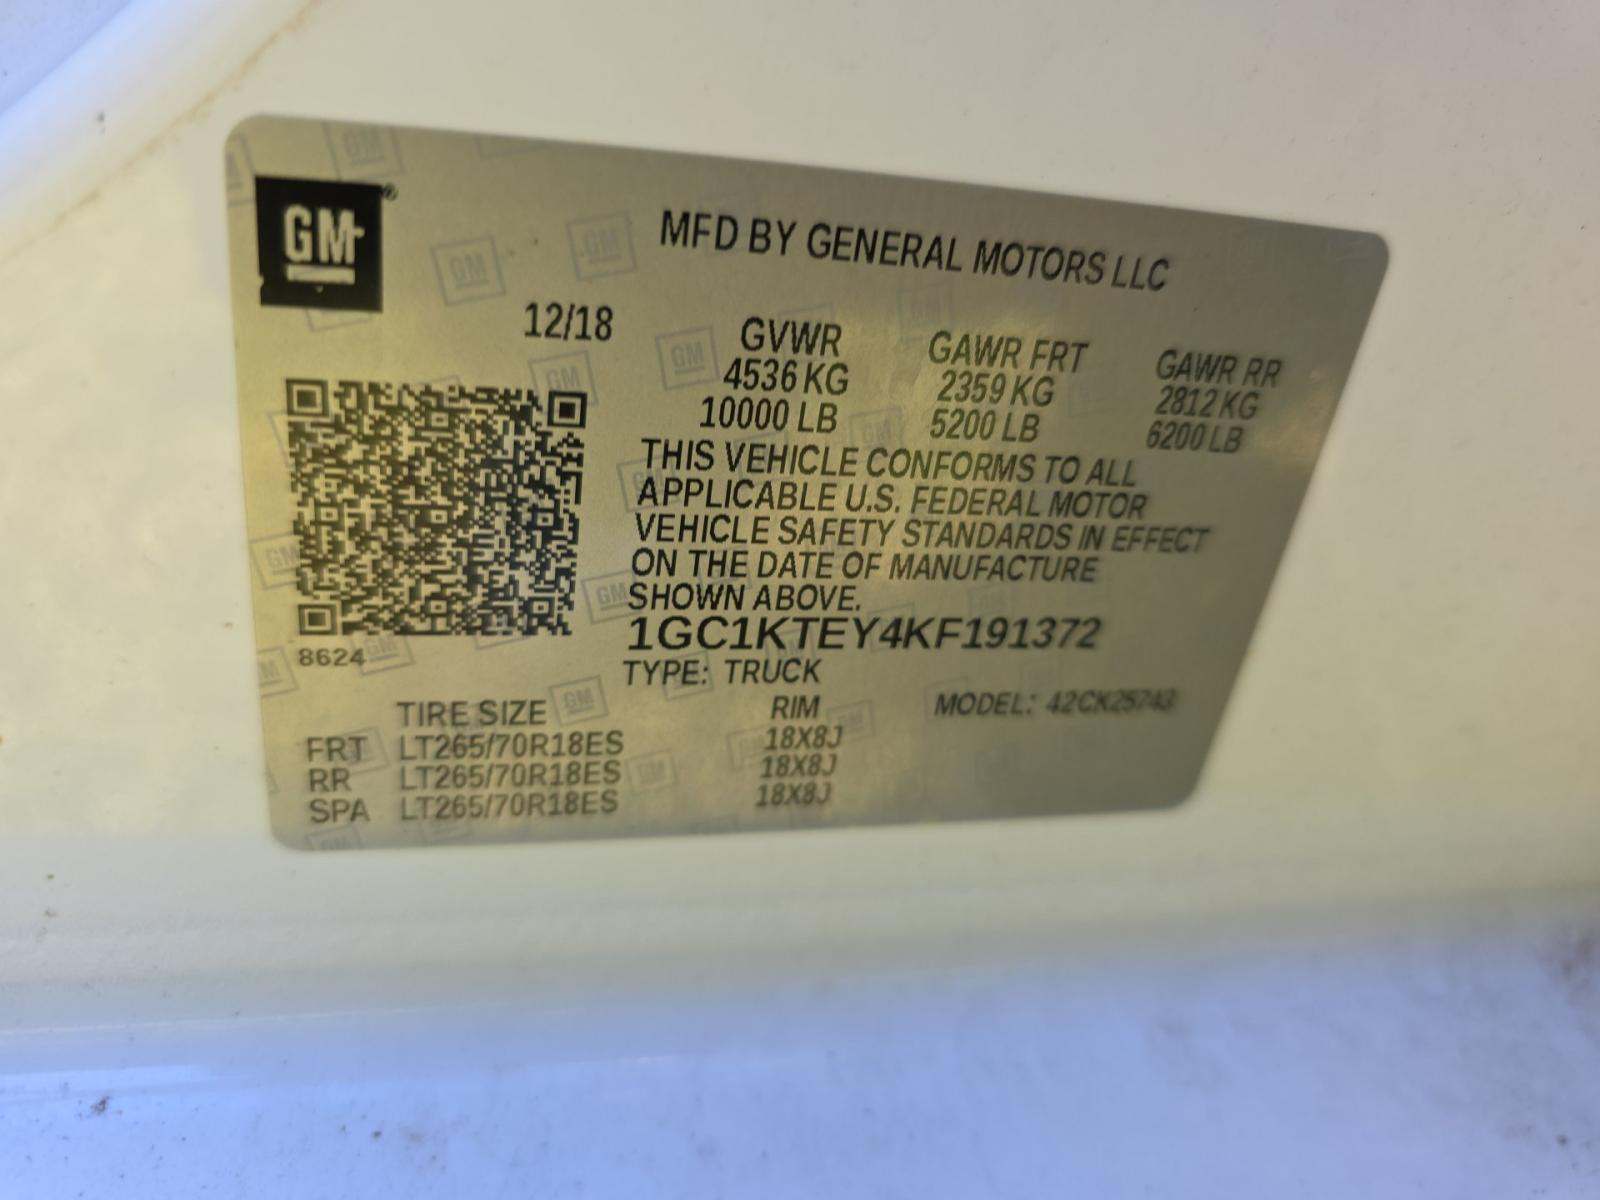 GM
MFD BY GENERAL MOTORS LLC
12/18
GVWR GAWR FRT GAWR RR
4536 KG 2359 KG 2812 KG
10000 LB 5200 LB 6200 LB
THIS VEHICLE CONFORMS TO ALL
APPLICABLE U.S. FEDERAL MOTOR
VEHICLE SAFETY STANDARDS IN EFFECT
ON THE DATE OF MANUFACTURE
SHOWN ABOVE.
1GC1KTEY4KF191372
8624
TYPE: TRUCK
TIRE SIZE RIM MODEL: 42CK25743
FRT LT265/70R18ES 18X8J
RR LT265/70R18ES 18X8J
SPA LT265/70R18ES 18X8J